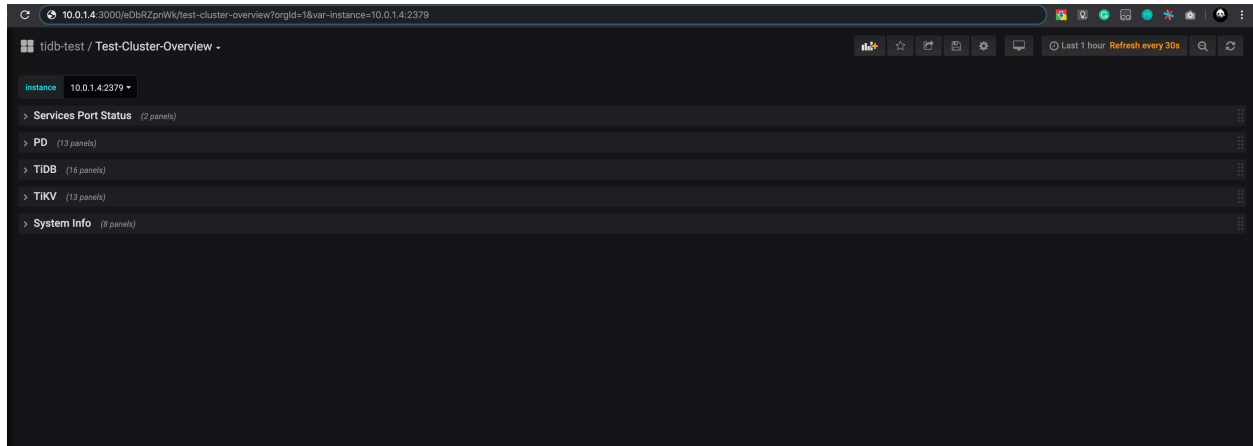 10.0.1.4:3000/eDbRZpnWk/test-cluster-overview?orgId=1&var-instance=10.0.1.4:2379
tidb-test / Test-Cluster-Overview
Last 1 hour Refresh every 30s
instance 10.0.1.4:2379
Services Port Status (2 panels)
PD (13 panels)
TiDB (16 panels)
TiKV (13 panels)
System Info (8 panels)